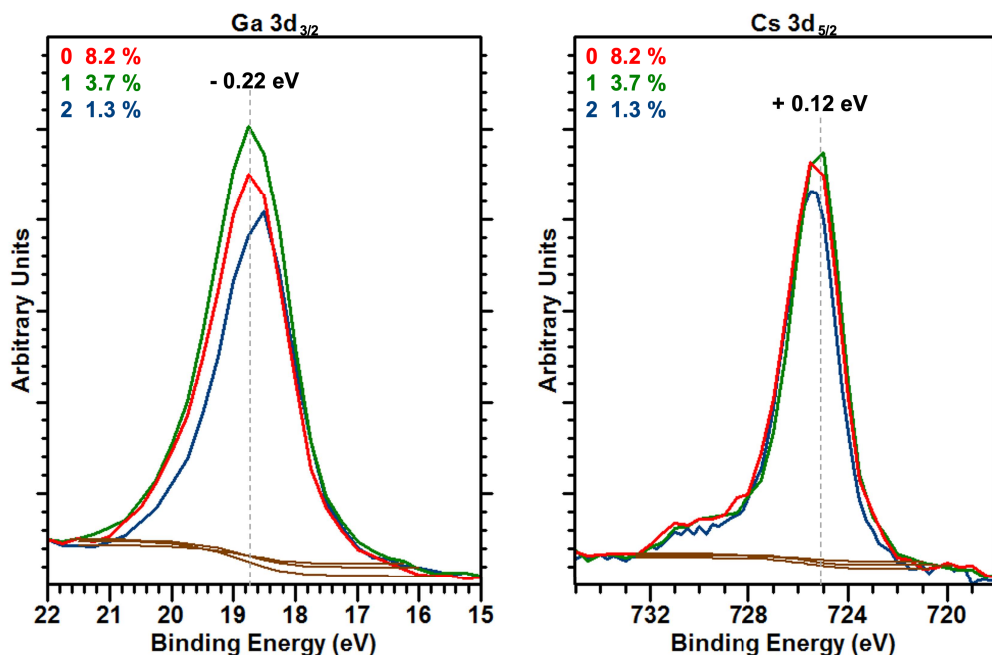 Ga 3d3/2
0 8.2 %
1 3.7 %
2 1.3 %
- 0.22 eV
Arbitrary Units
22 21 20 19 18 17 16 15
Binding Energy (eV)
Cs 3d5/2
0 8.2 %
1 3.7 %
2 1.3 %
+ 0.12 eV
Arbitrary Units
732 728 724 720
Binding Energy (eV)